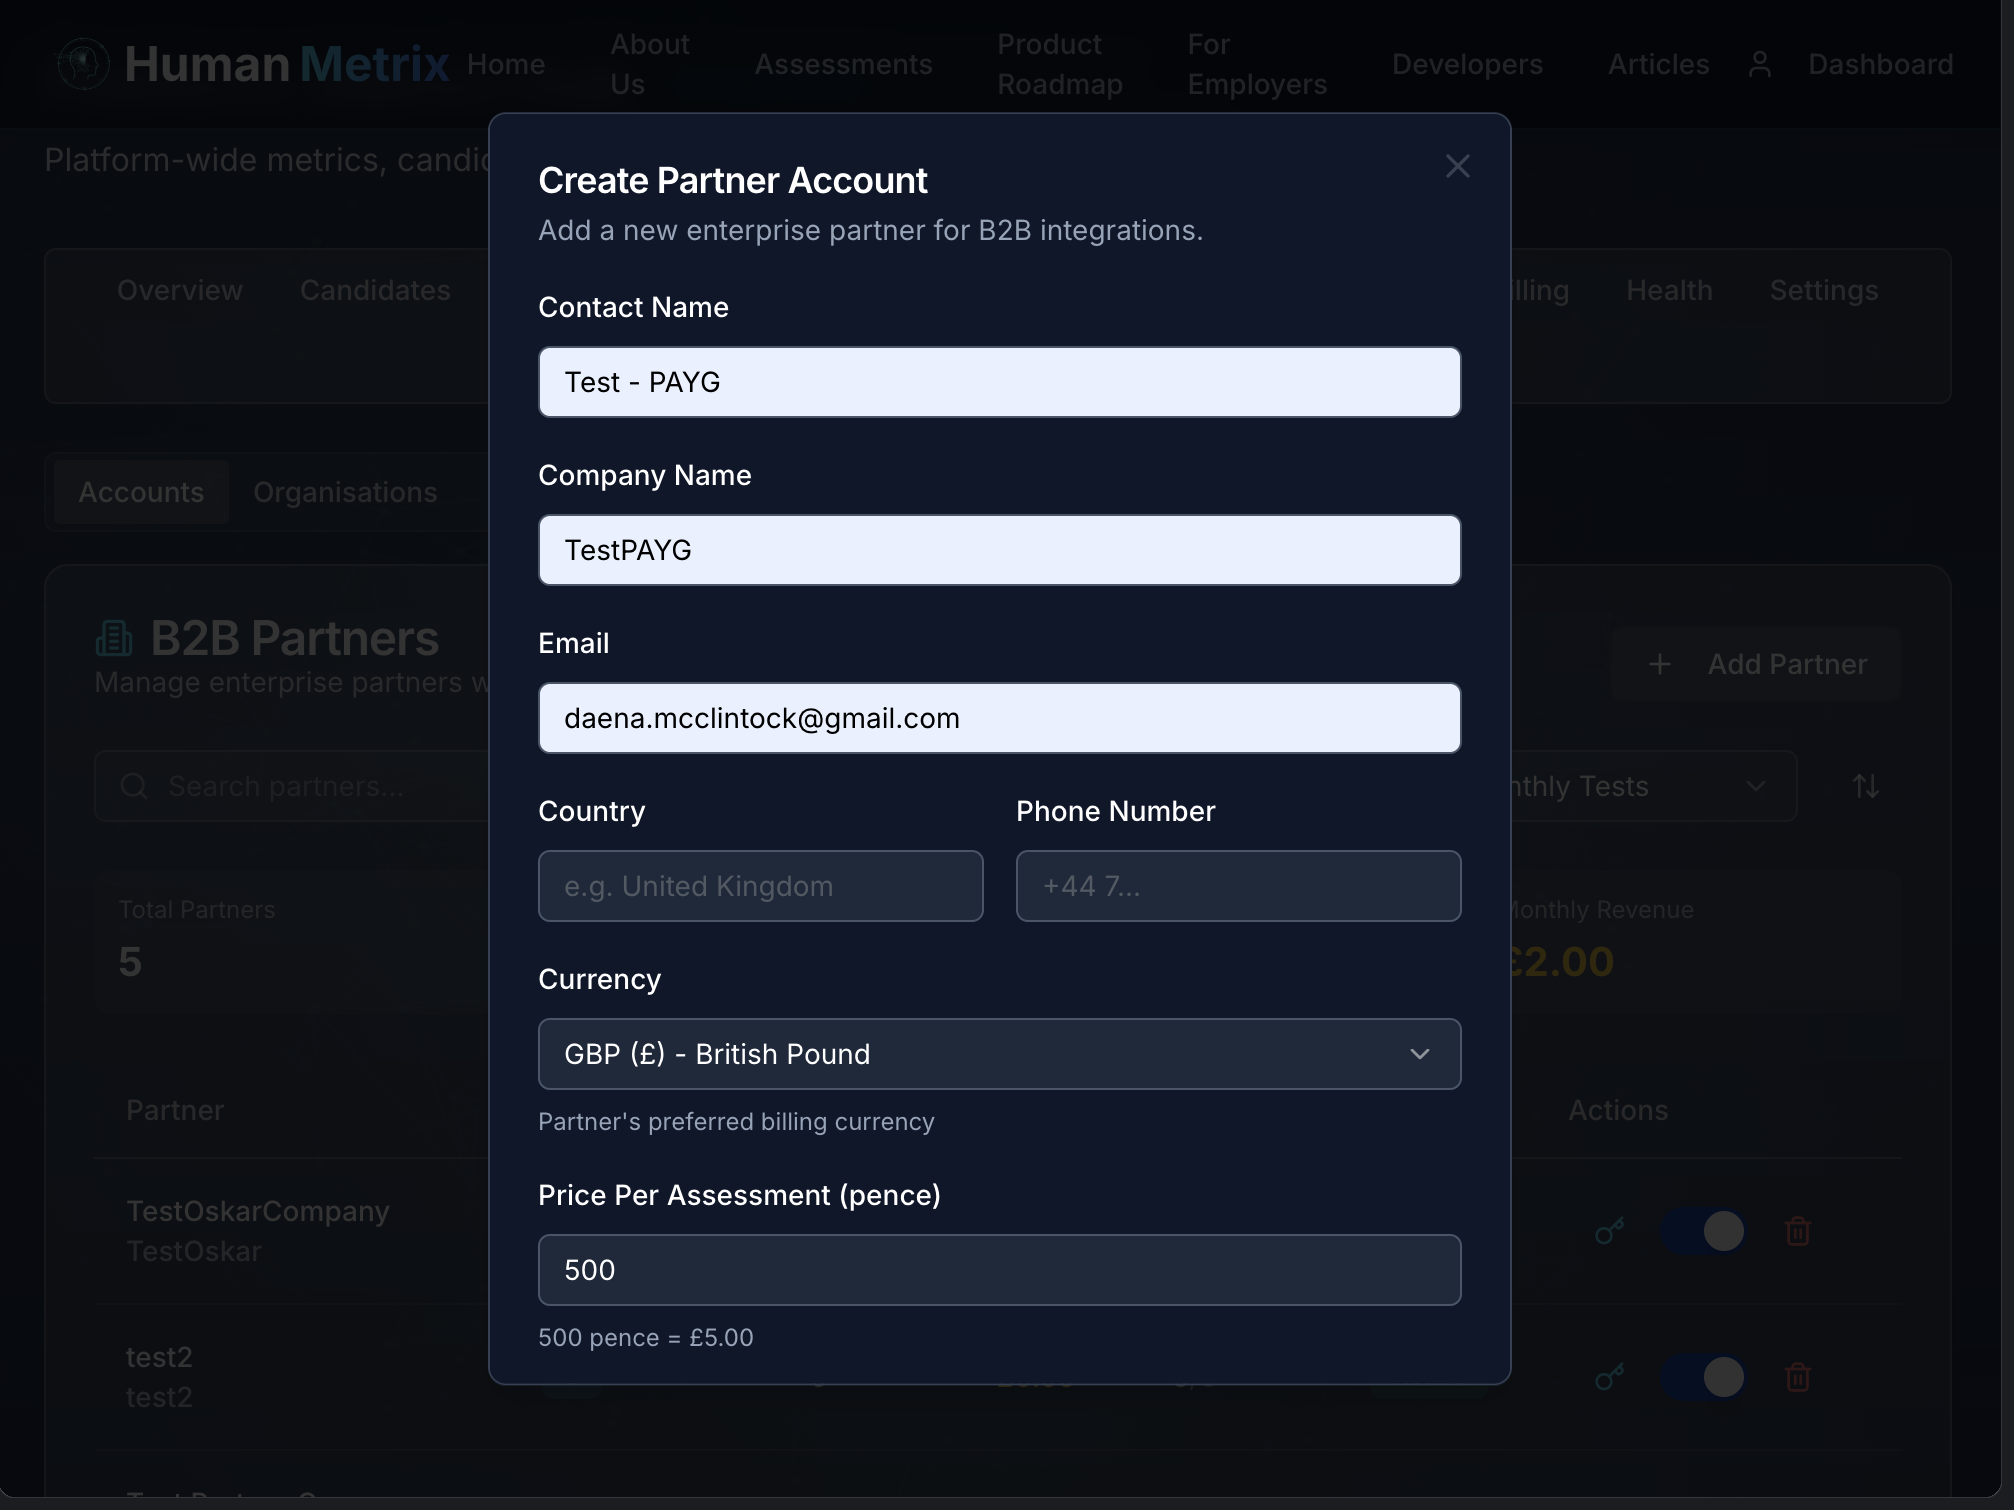 Human Metrix
Home
About Us
Assessments
Product Roadmap
For Employers
Developers
Articles
Dashboard
Platform-wide metrics,
Create Partner Account
Add a new enterprise partner for B2B integrations.
Overview
Candidates
Health
Settings
Contact Name
Test - PAYG
Company Name
TestPAYG
Accounts
Organisations
Email
daena.mcclintock@gmail.com
B2B Partners
Manage enterprise partners
Add Partner
Search partners...
Tests
Country
Phone Number
e.g. United Kingdom
+44 7...
Total Partners
5
Monthly Revenue
£2.00
Currency
GBP (£) - British Pound
Partner's preferred billing currency
Partner
Actions
Price Per Assessment (pence)
500
500 pence = £5.00
TestOskarCompany
TestOskar
test2
test2